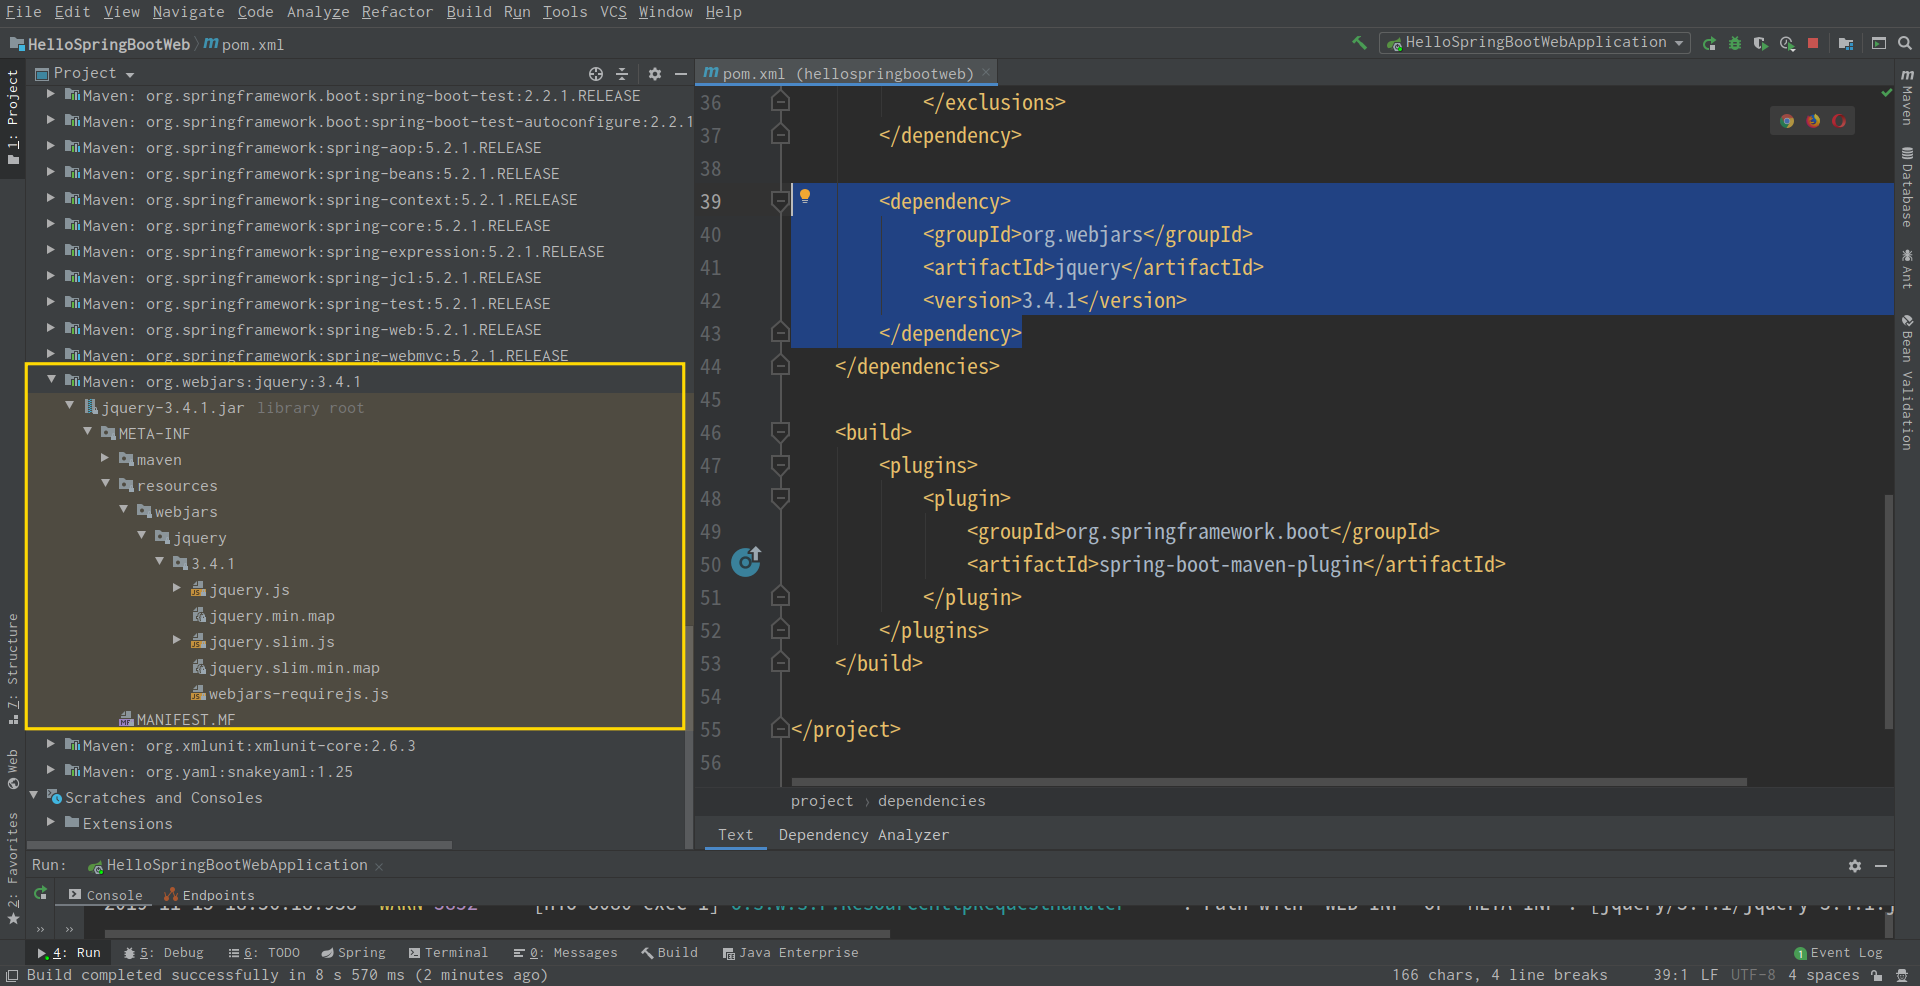 File Edit View Navigate Code Analyze Refactor Build Run Tools VCS Window Help
HelloSpringBootWeb › m pom.xml
HelloSpringBootWebApplication
Project
m pom.xml (hellospringbootweb) ×
1: Project
7: Structure
Web
2: Favorites
m Maven
Database
Ant
Bean Validation
Maven: org.springframework.boot:spring-boot-test:2.2.1.RELEASE
Maven: org.springframework.boot:spring-boot-test-autoconfigure:2.2.1
Maven: org.springframework:spring-aop:5.2.1.RELEASE
Maven: org.springframework:spring-beans:5.2.1.RELEASE
Maven: org.springframework:spring-context:5.2.1.RELEASE
Maven: org.springframework:spring-core:5.2.1.RELEASE
Maven: org.springframework:spring-expression:5.2.1.RELEASE
Maven: org.springframework:spring-jcl:5.2.1.RELEASE
Maven: org.springframework:spring-test:5.2.1.RELEASE
Maven: org.springframework:spring-web:5.2.1.RELEASE
Maven: org.springframework:spring-webmvc:5.2.1.RELEASE
Maven: org.webjars:jquery:3.4.1
jquery-3.4.1.jar library root
META-INF
maven
resources
webjars
jquery
3.4.1
jquery.js
jquery.min.map
jquery.slim.js
jquery.slim.min.map
webjars-requirejs.js
MANIFEST.MF
Maven: org.xmlunit:xmlunit-core:2.6.3
Maven: org.yaml:snakeyaml:1.25
Scratches and Consoles
Extensions
36 </exclusions>
37 </dependency>
38
39 <dependency>
40 <groupId>org.webjars</groupId>
41 <artifactId>jquery</artifactId>
42 <version>3.4.1</version>
43 </dependency>
44 </dependencies>
45
46 <build>
47 <plugins>
48 <plugin>
49 <groupId>org.springframework.boot</groupId>
50 <artifactId>spring-boot-maven-plugin</artifactId>
51 </plugin>
52 </plugins>
53 </build>
54
55 </project>
56
project › dependencies
Text Dependency Analyzer
Run: HelloSpringBootWebApplication ×
Console Endpoints
4: Run 5: Debug 6: TODO Spring Terminal 0: Messages Build Java Enterprise 1 Event Log
Build completed successfully in 8 s 570 ms (2 minutes ago) 166 chars, 4 line breaks 39:1 LF UTF-8 4 spaces